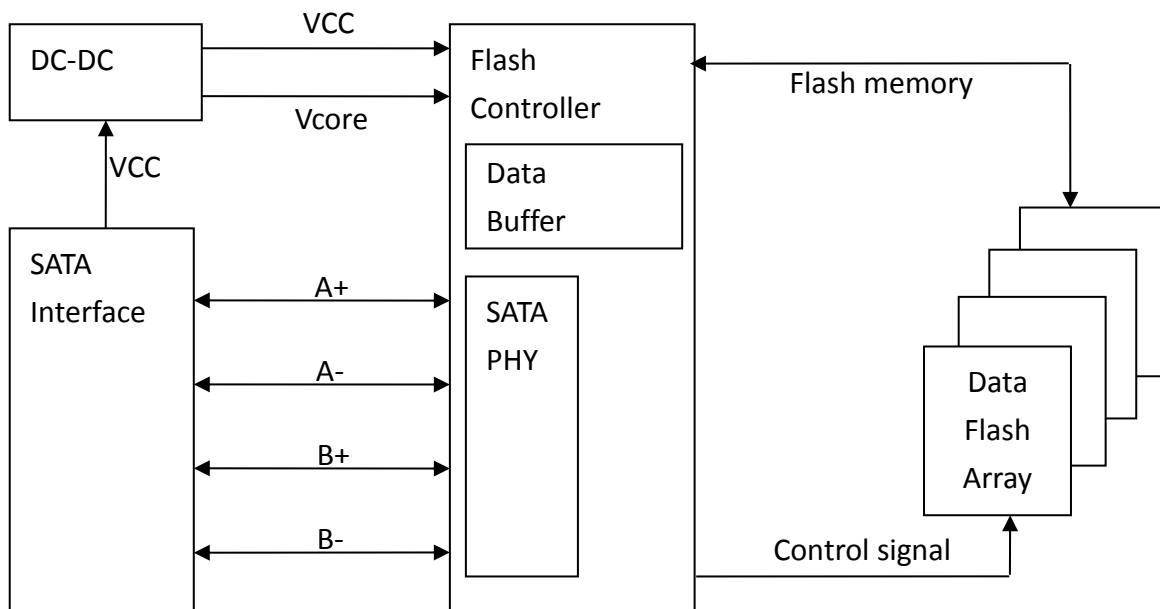 DC-DC
VCC
Vcore
VCC
Flash
Controller
Data
Buffer
Flash memory
SATA
Interface
A+
A-
B+
B-
SATA
PHY
Data
Flash
Array
Control signal